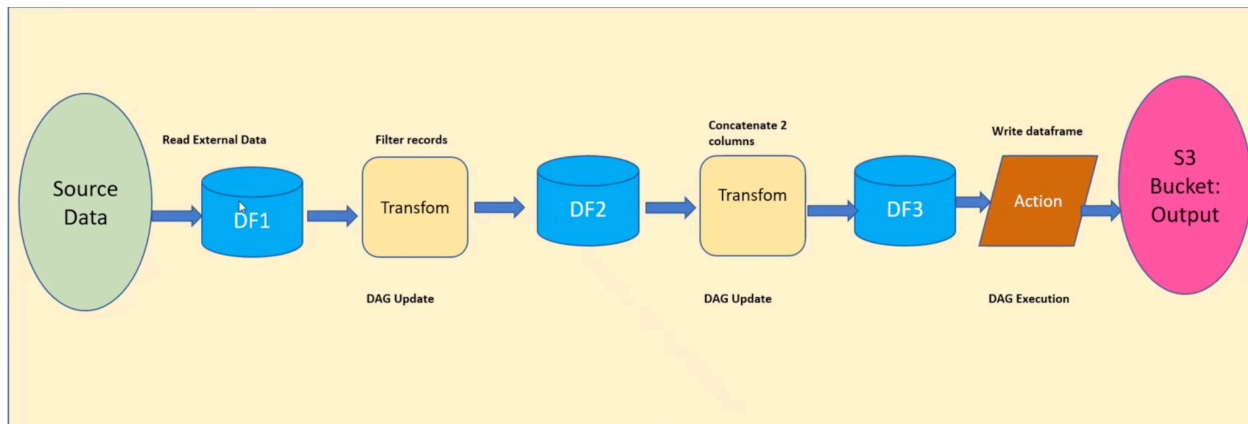 Read External Data
Filter records
Concatenate 2
columns
Write dataframe
Source
Data
DF1
Transfom
DF2
Transfom
DF3
Action
S3
Bucket:
Output
DAG Update
DAG Update
DAG Execution